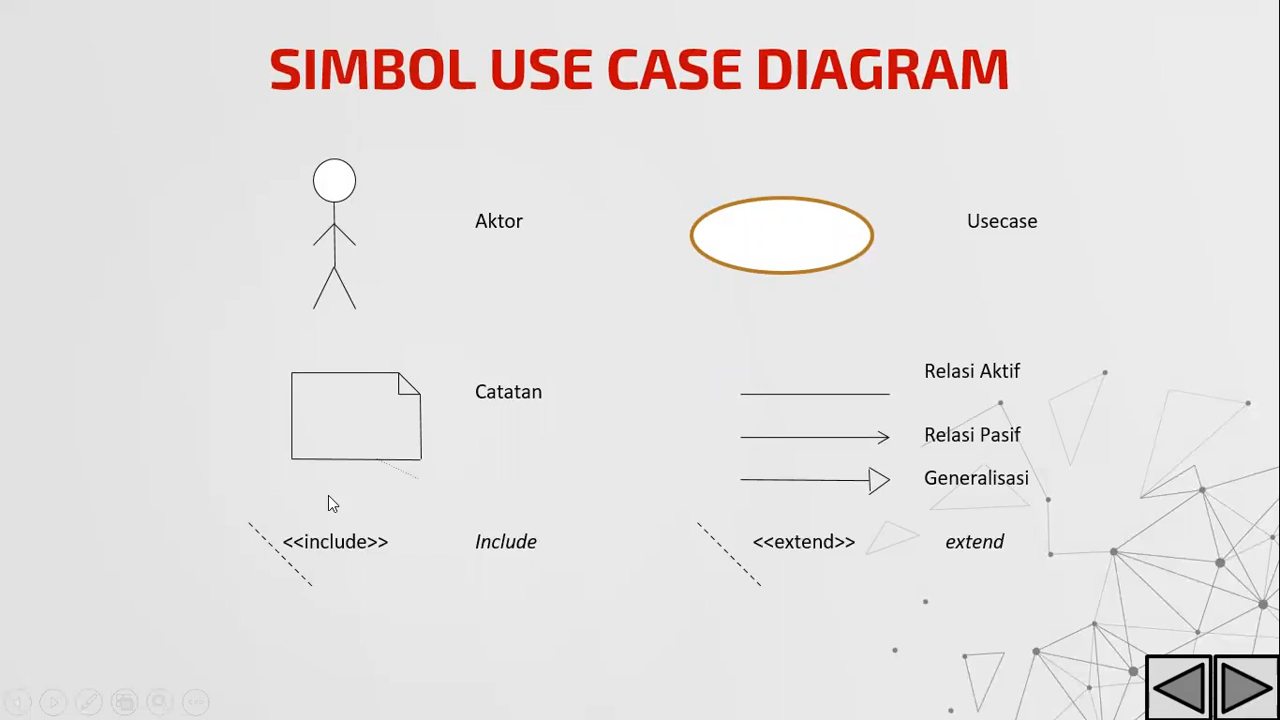 SIMBOL USE CASE DIAGRAM
Aktor
Usecase
Catatan
Relasi Aktif
Relasi Pasif
Generalisasi
<<include>>
Include
<<extend>>
extend